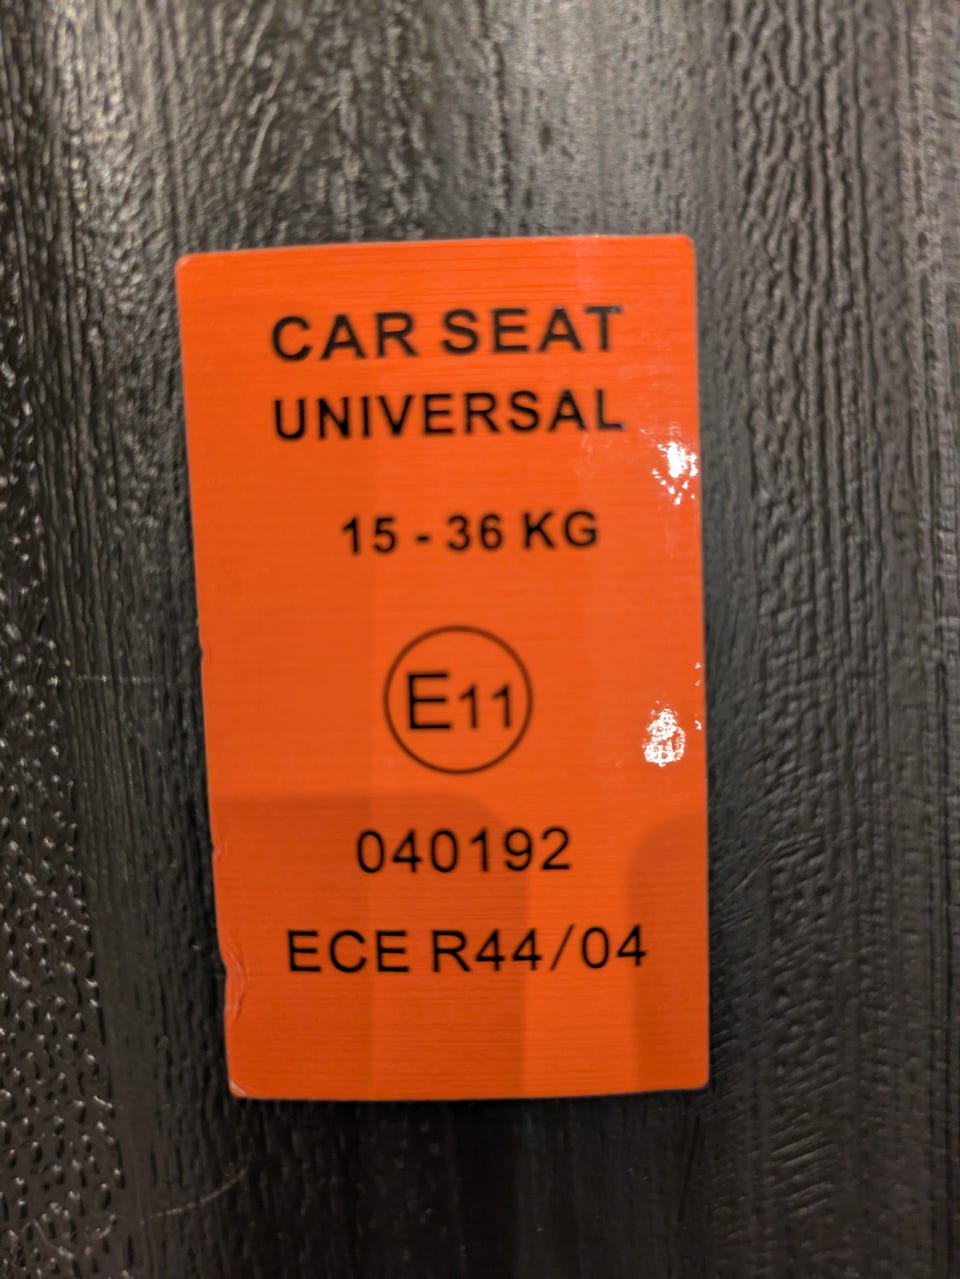 CAR SEAT
UNIVERSAL
15 - 36 KG
E11
040192
ECE R44/04